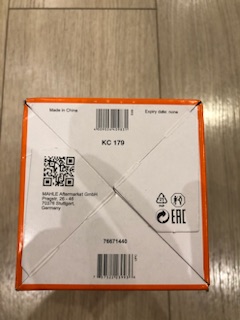 Made in China
Expiry date: none
KC 179
MAHLE Aftermarket GmbH
Pragstr. 26 - 46
70376 Stuttgart,
Germany
76671440
EAC